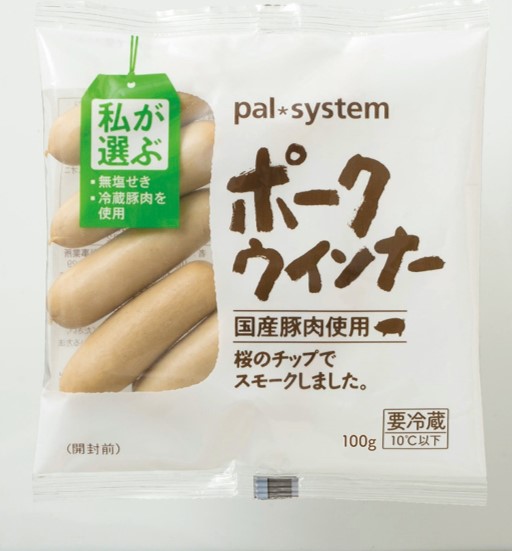 私が
選ぶ
・無塩せき
・冷蔵豚肉を
使用
pal*system
ポーク
ウインナー
国産豚肉使用
桜のチップで
スモークしました。
要冷蔵
100g
10℃以下
(開封前)